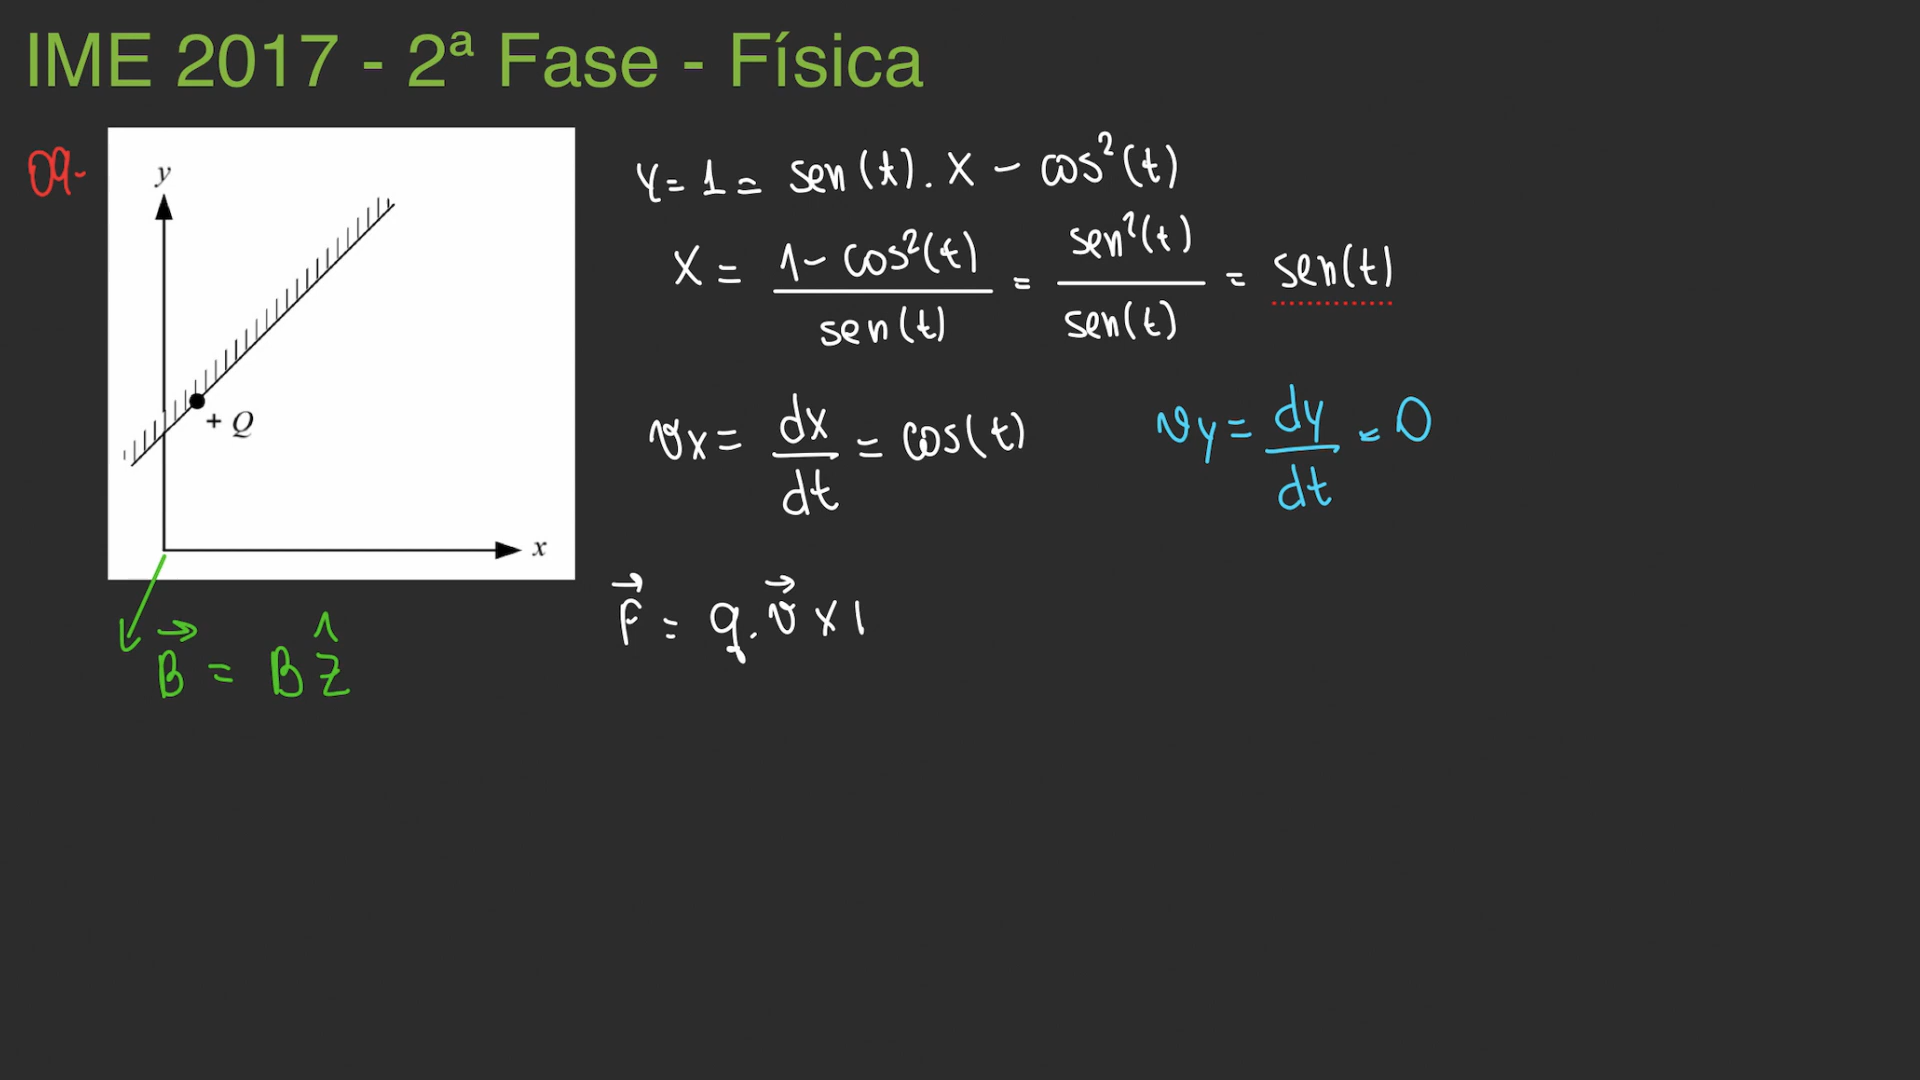 IME 2017 - 2ª Fase - Física
09-
y
+ Q
x
B⃗ = B ẑ
Y = 1 = sen(t). X - cos²(t)
X = 1 - cos²(t) / sen(t) = sen²(t) / sen(t) = sen(t)
vx = dx/dt = cos(t)
vy = dy/dt = 0
F⃗ = q. v⃗ x l